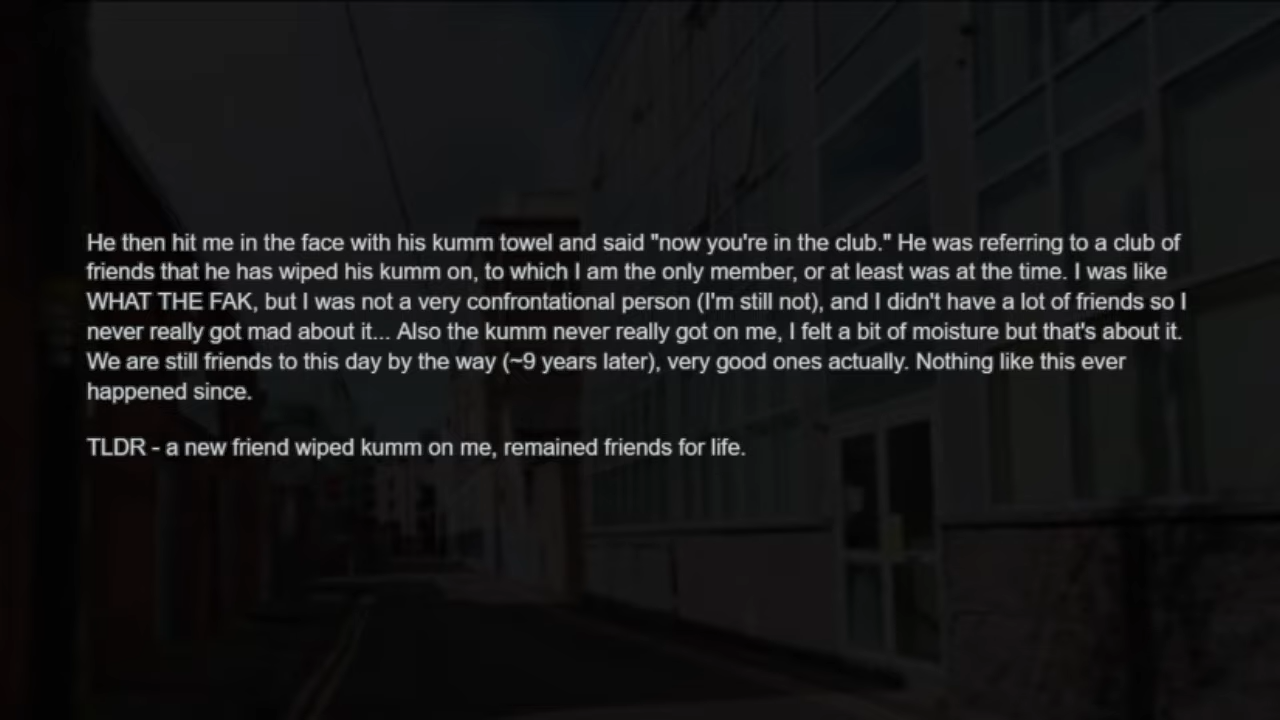 He then hit me in the face with his kumm towel and said "now you're in the club." He was referring to a club of
friends that he has wiped his kumm on, to which I am the only member, or at least was at the time. I was like
WHAT THE FAK, but I was not a very confrontational person (I'm still not), and I didn't have a lot of friends so I
never really got mad about it... Also the kumm never really got on me, I felt a bit of moisture but that's about it.
We are still friends to this day by the way (~9 years later), very good ones actually. Nothing like this ever
happened since.
TLDR - a new friend wiped kumm on me, remained friends for life.